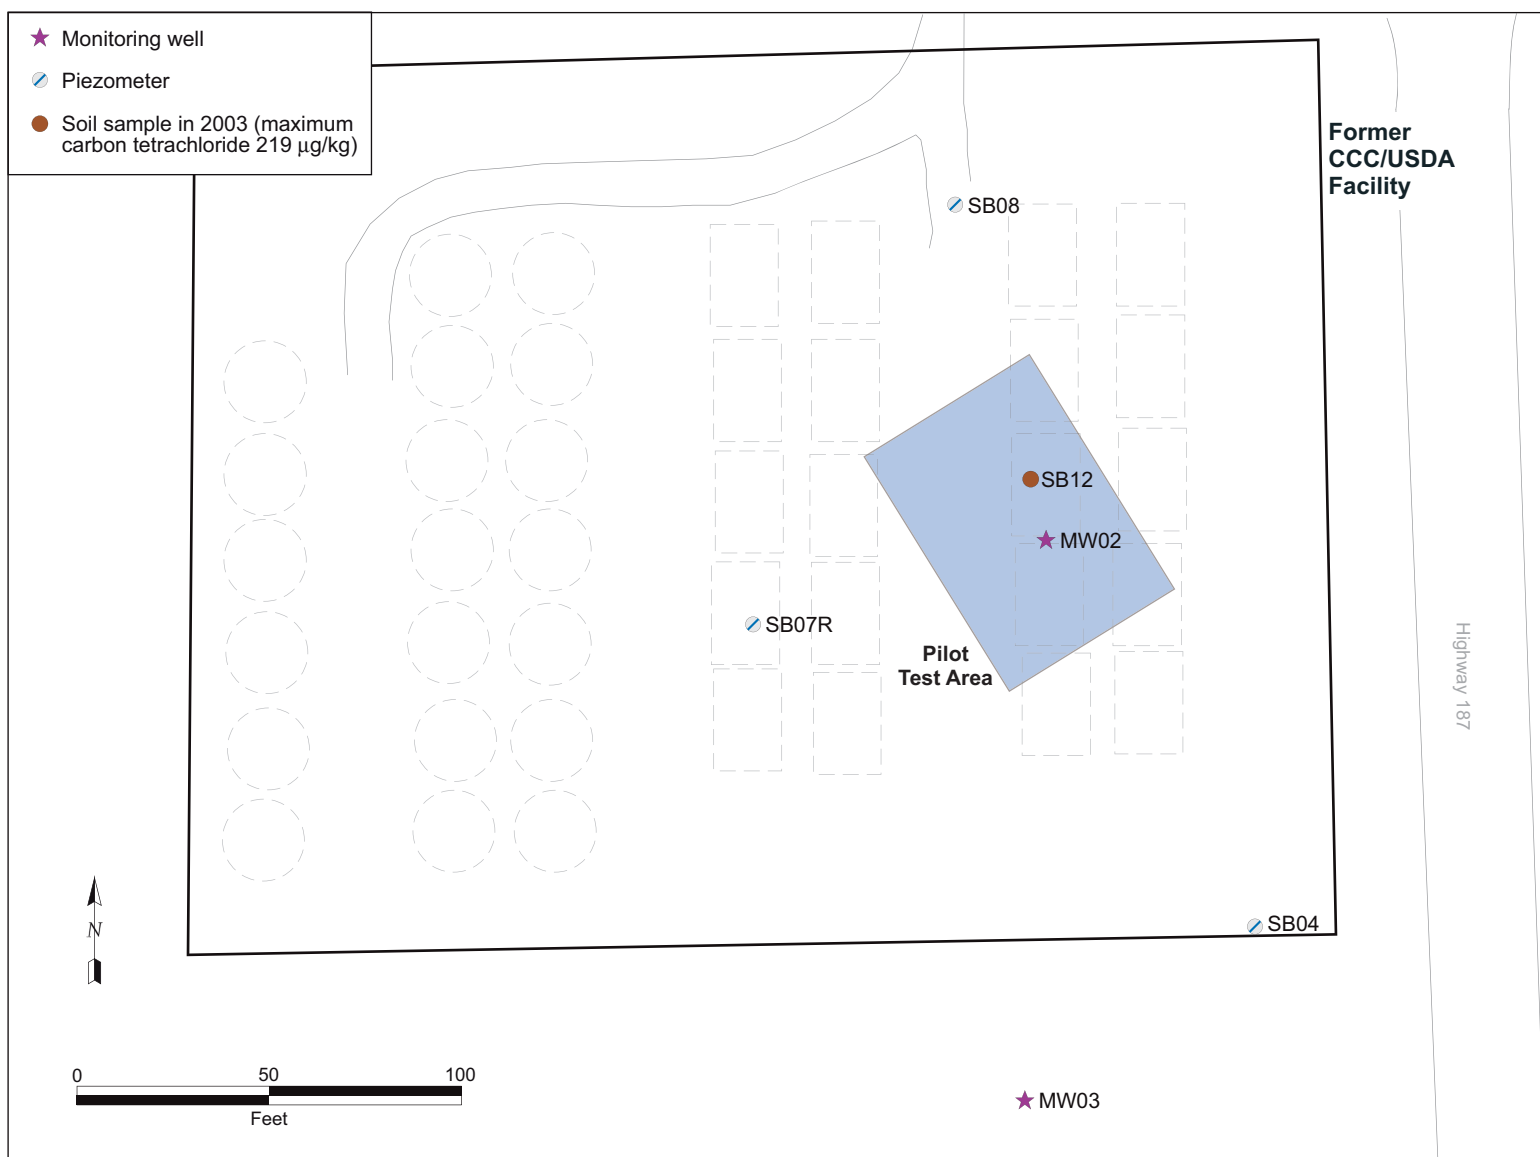 Monitoring well
Piezometer
Soil sample in 2003 (maximum
carbon tetrachloride 219 µg/kg)
Former
CCC/USDA
Facility
SB08
SB12
MW02
SB07R
Pilot
Test Area
Highway 187
SB04
N
0 50 100
Feet
MW03